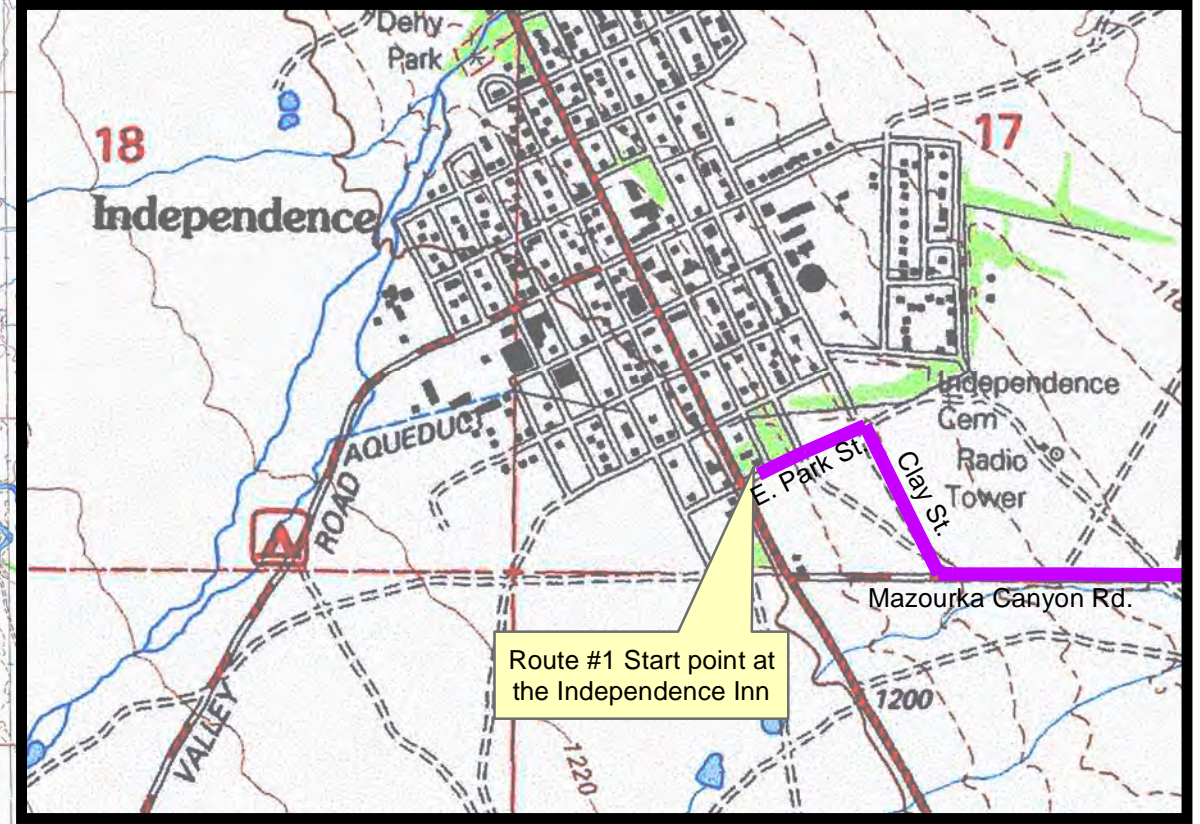 Dehy
Park
18
17
Independence
AQUEDUCT
ROAD
VALLEY
Independence
Cem
Radio
Tower
E. Park St.
Clay St.
Mazourka Canyon Rd.
Route #1 Start point at
the Independence Inn
1200
1220